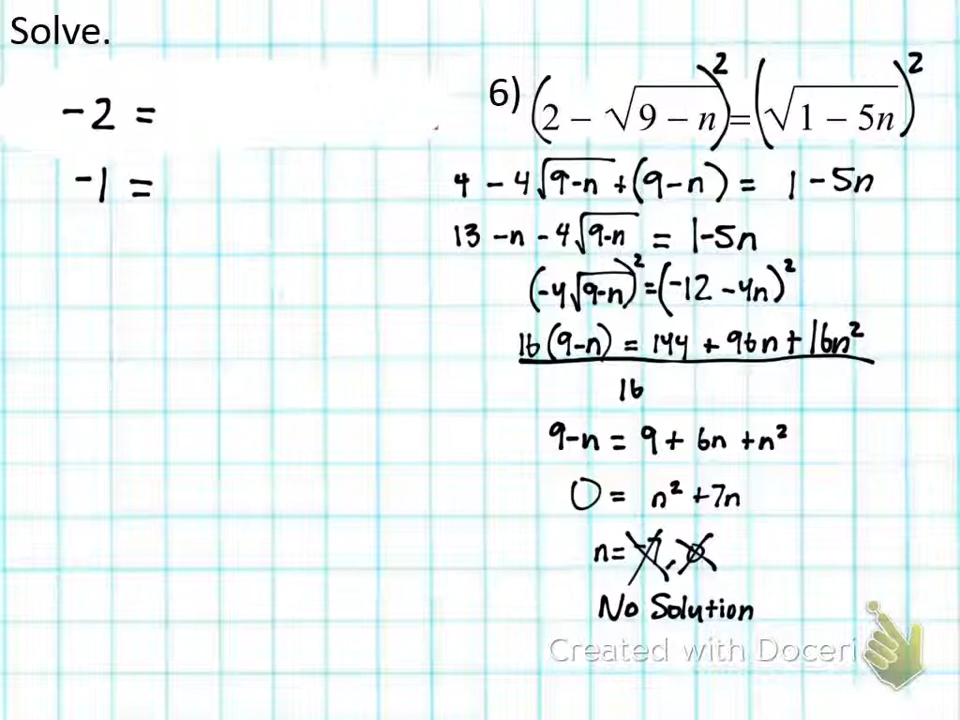 Solve.
-2 =
-1 =
6) (2 − √9 − n)² = (√1 − 5n)²
4 - 4√9-n + (9-n) = 1 - 5n
13 - n - 4√9-n = 1-5n
(-4√9-n)² = (-12 - 4n)²
16(9-n) = 144 + 96n + 16n²
16
9-n = 9 + 6n + n²
0 = n² + 7n
n = -7, 0
No Solution
Created with Doceri